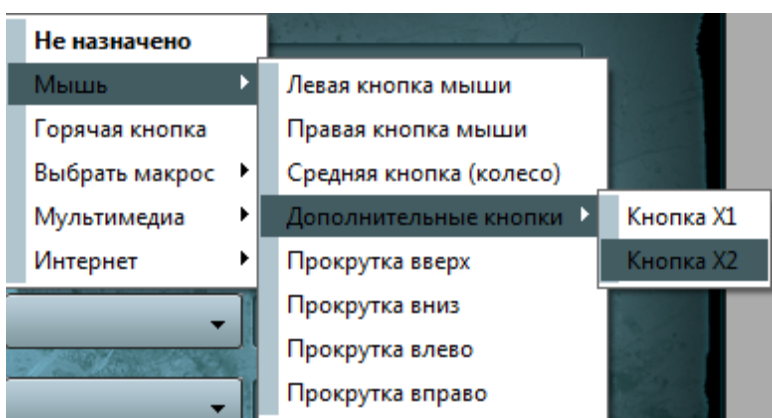 Не назначено
Мышь
Горячая кнопка
Выбрать макрос
Мультимедиа
Интернет
Левая кнопка мыши
Правая кнопка мыши
Средняя кнопка (колесо)
Дополнительные кнопки
Прокрутка вверх
Прокрутка вниз
Прокрутка влево
Прокрутка вправо
Кнопка X1
Кнопка X2